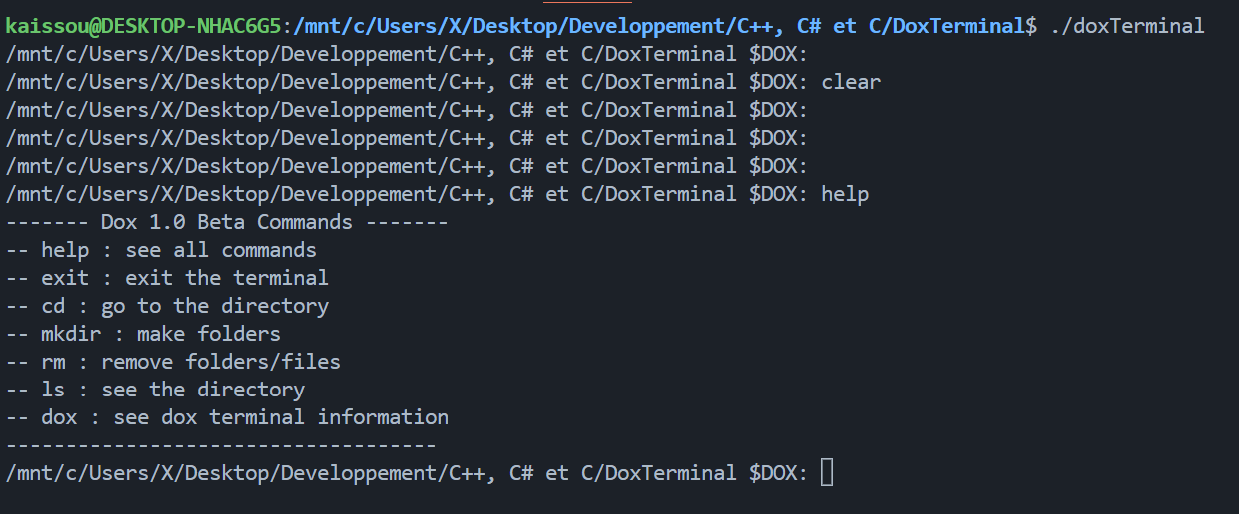 kaissou@DESKTOP-NHAC6G5:/mnt/c/Users/X/Desktop/Developpement/C++, C# et C/DoxTerminal$ ./doxTerminal
/mnt/c/Users/X/Desktop/Developpement/C++, C# et C/DoxTerminal $DOX:
/mnt/c/Users/X/Desktop/Developpement/C++, C# et C/DoxTerminal $DOX: clear
/mnt/c/Users/X/Desktop/Developpement/C++, C# et C/DoxTerminal $DOX:
/mnt/c/Users/X/Desktop/Developpement/C++, C# et C/DoxTerminal $DOX:
/mnt/c/Users/X/Desktop/Developpement/C++, C# et C/DoxTerminal $DOX:
/mnt/c/Users/X/Desktop/Developpement/C++, C# et C/DoxTerminal $DOX: help
------- Dox 1.0 Beta Commands -------
-- help : see all commands
-- exit : exit the terminal
-- cd : go to the directory
-- mkdir : make folders
-- rm : remove folders/files
-- ls : see the directory
-- dox : see dox terminal information
------------------------------------
/mnt/c/Users/X/Desktop/Developpement/C++, C# et C/DoxTerminal $DOX: